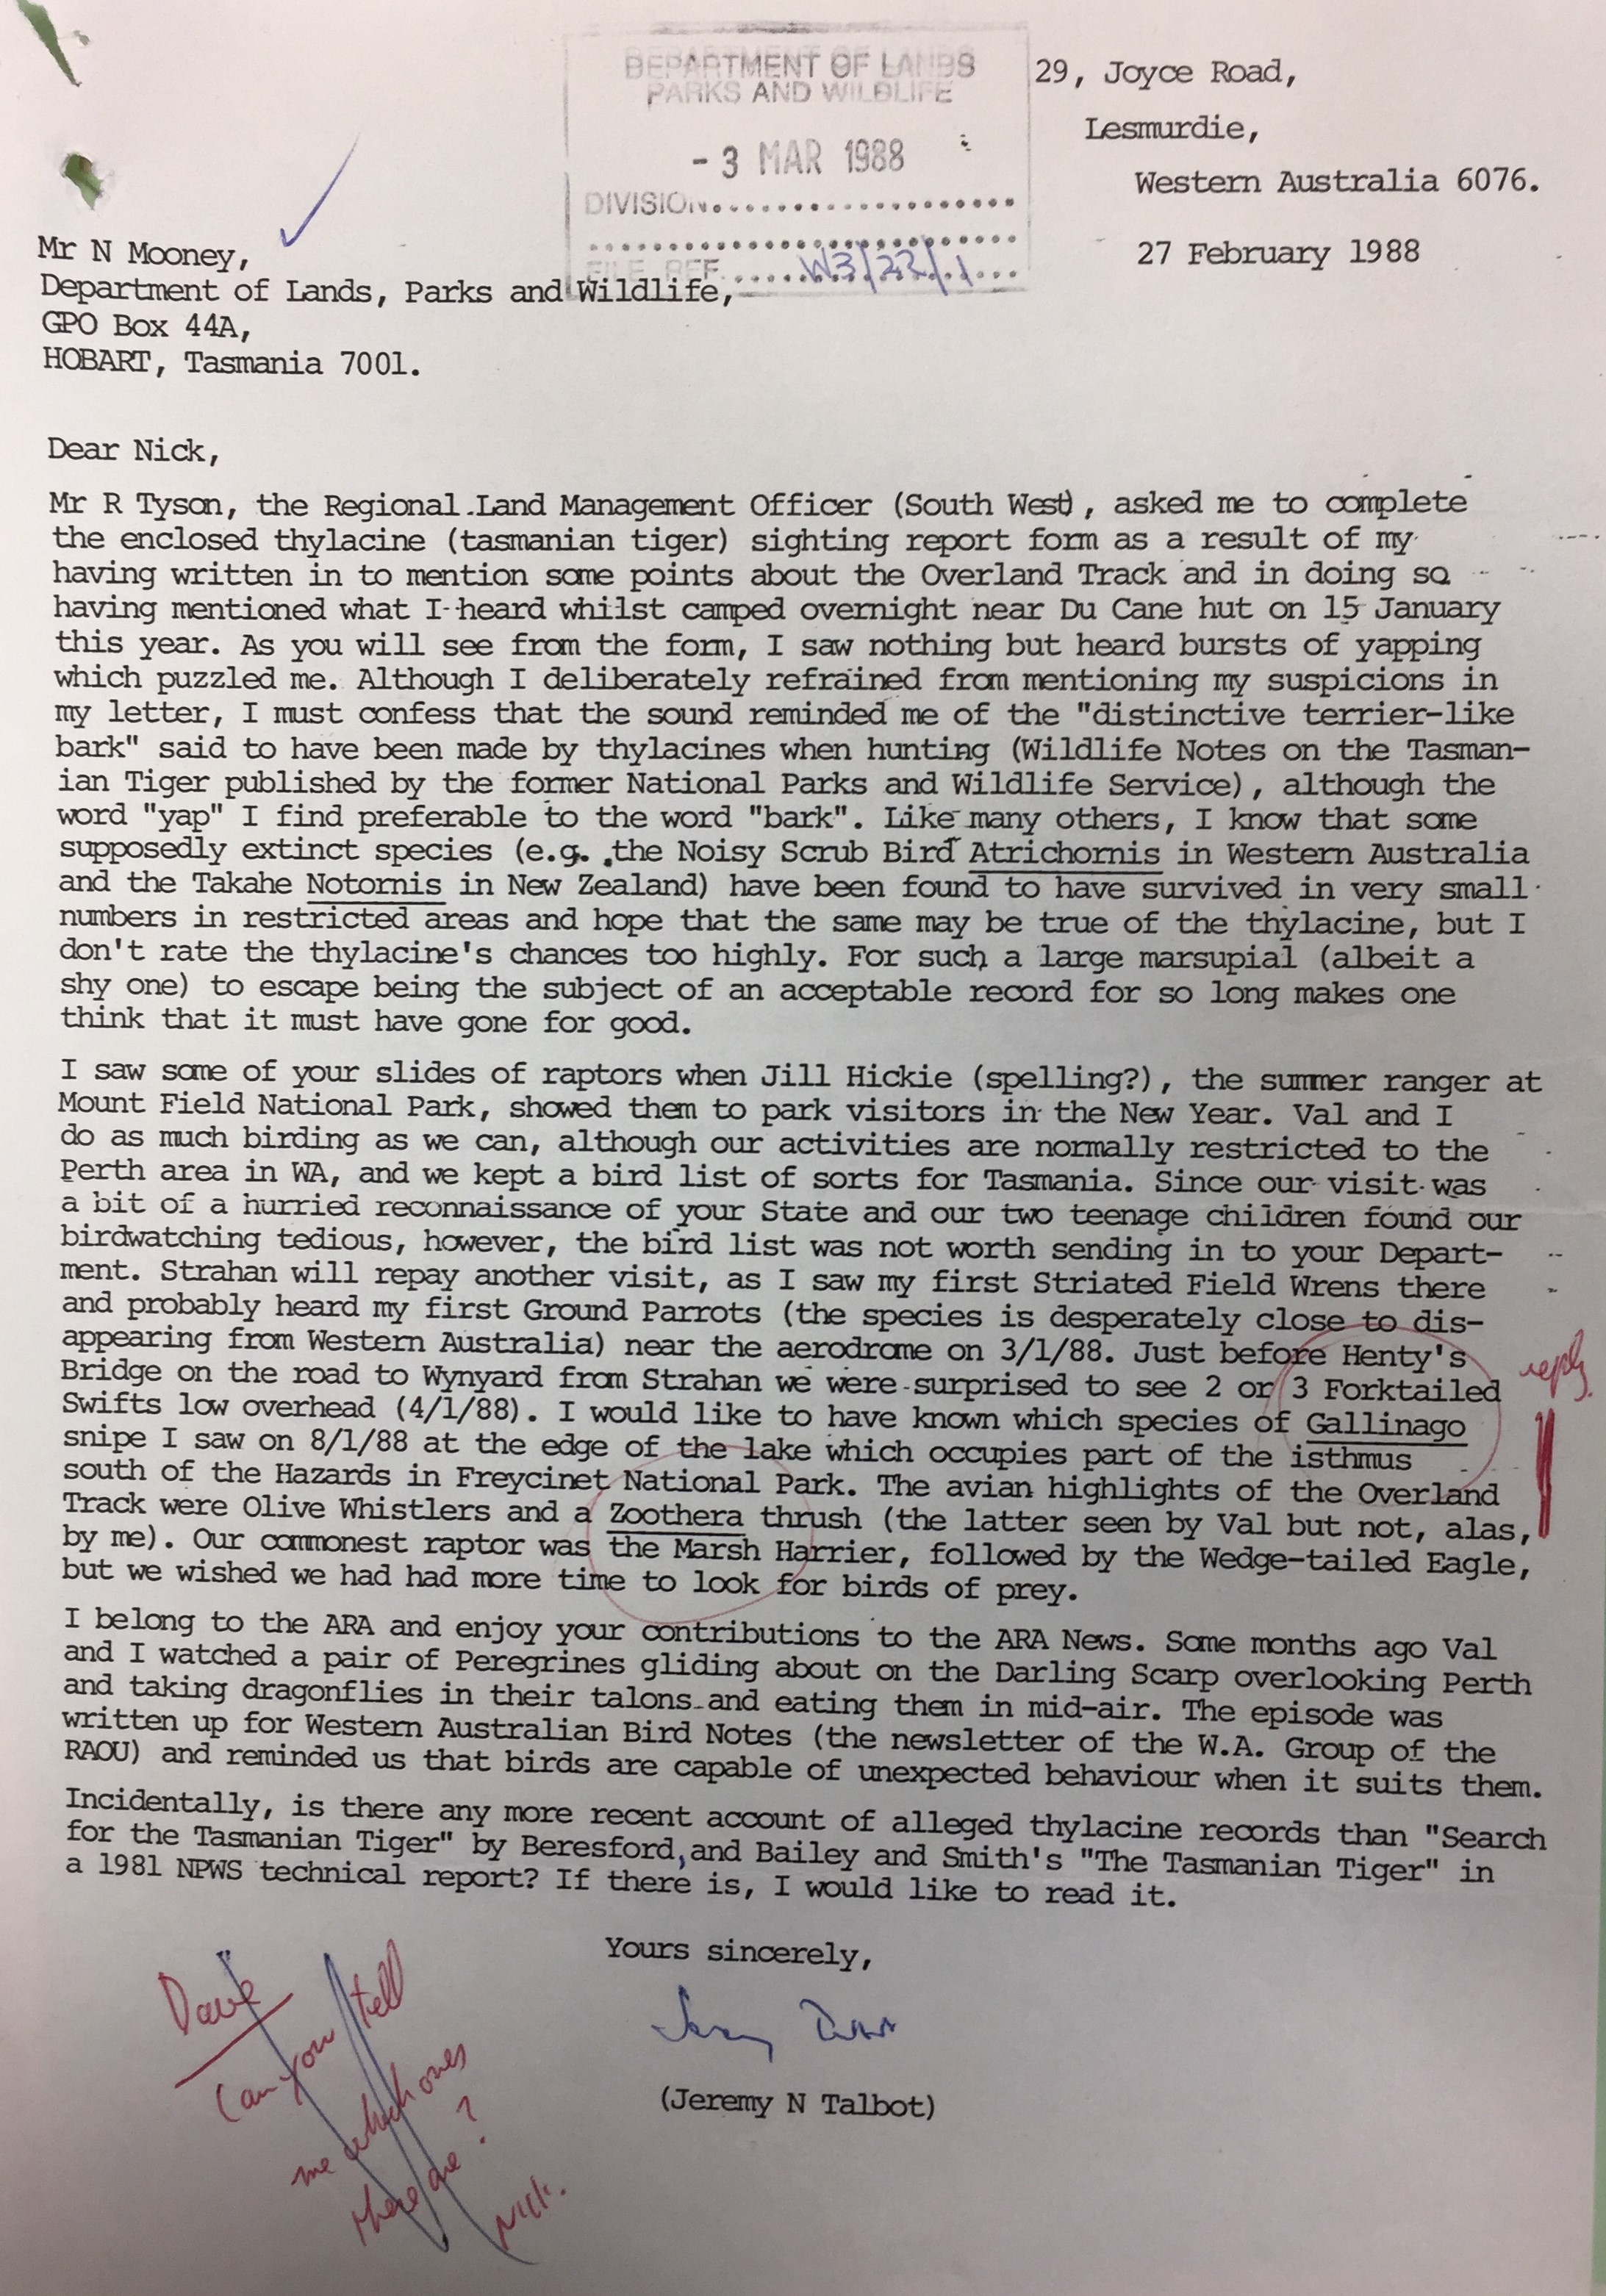 DEPARTMENT OF LANDS
PARKS AND WILDLIFE
- 3 MAR 1988
DIVISION
FILE REF. W3/22/1
29, Joyce Road,
Lesmurdie,
Western Australia 6076.
27 February 1988
Mr N Mooney,
Department of Lands, Parks and Wildlife,
GPO Box 44A,
HOBART, Tasmania 7001.
Dear Nick,
Mr R Tyson, the Regional Land Management Officer (South West), asked me to complete
the enclosed thylacine (tasmanian tiger) sighting report form as a result of my
having written in to mention some points about the Overland Track and in doing so
having mentioned what I heard whilst camped overnight near Du Cane hut on 15 January
this year. As you will see from the form, I saw nothing but heard bursts of yapping
which puzzled me. Although I deliberately refrained from mentioning my suspicions in
my letter, I must confess that the sound reminded me of the "distinctive terrier-like
bark" said to have been made by thylacines when hunting (Wildlife Notes on the Tasman-
ian Tiger published by the former National Parks and Wildlife Service), although the
word "yap" I find preferable to the word "bark". Like many others, I know that some
supposedly extinct species (e.g. the Noisy Scrub Bird Atrichornis in Western Australia
and the Takahe Notornis in New Zealand) have been found to have survived in very small
numbers in restricted areas and hope that the same may be true of the thylacine, but I
don't rate the thylacine's chances too highly. For such a large marsupial (albeit a
shy one) to escape being the subject of an acceptable record for so long makes one
think that it must have gone for good.
I saw some of your slides of raptors when Jill Hickie (spelling?), the summer ranger at
Mount Field National Park, showed them to park visitors in the New Year. Val and I
do as much birding as we can, although our activities are normally restricted to the
Perth area in WA, and we kept a bird list of sorts for Tasmania. Since our visit was
a bit of a hurried reconnaissance of your State and our two teenage children found our
birdwatching tedious, however, the bird list was not worth sending in to your Depart-
ment. Strahan will repay another visit, as I saw my first Striated Field Wrens there
and probably heard my first Ground Parrots (the species is desperately close to dis-
appearing from Western Australia) near the aerodrome on 3/1/88. Just before Henty's
Bridge on the road to Wynyard from Strahan we were surprised to see 2 or 3 Forktailed
Swifts low overhead (4/1/88). I would like to have known which species of Gallinago
snipe I saw on 8/1/88 at the edge of the lake which occupies part of the isthmus
south of the Hazards in Freycinet National Park. The avian highlights of the Overland
Track were Olive Whistlers and a Zoothera thrush (the latter seen by Val but not, alas,
by me). Our commonest raptor was the Marsh Harrier, followed by the Wedge-tailed Eagle,
but we wished we had had more time to look for birds of prey.
reply
I belong to the ARA and enjoy your contributions to the ARA News. Some months ago Val
and I watched a pair of Peregrines gliding about on the Darling Scarp overlooking Perth
and taking dragonflies in their talons and eating them in mid-air. The episode was
written up for Western Australian Bird Notes (the newsletter of the W.A. Group of the
RAOU) and reminded us that birds are capable of unexpected behaviour when it suits them.
Incidentally, is there any more recent account of alleged thylacine records than "Search
for the Tasmanian Tiger" by Beresford, and Bailey and Smith's "The Tasmanian Tiger" in
a 1981 NPWS technical report? If there is, I would like to read it.
Yours sincerely,
(Jeremy N Talbot)
Dave
Can you tell
me which ones
these are?
Nick.